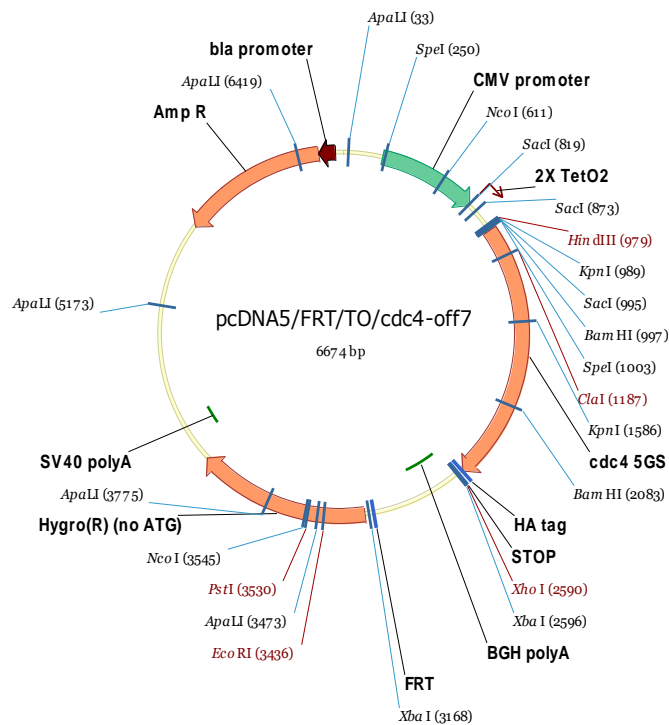 ApaLI (33)
bla promoter
SpeI (250)
ApaLI (6419)
CMV promoter
Amp R
NcoI (611)
SacI (819)
2X TetO2
SacI (873)
HindIII (979)
KpnI (989)
SacI (995)
BamHI (997)
SpeI (1003)
ClaI (1187)
KpnI (1586)
cdc4 5GS
BamHI (2083)
HA tag
STOP
XhoI (2590)
XbaI (2596)
BGH polyA
FRT
XbaI (3168)
EcoRI (3436)
ApaLI (3473)
PstI (3530)
NcoI (3545)
Hygro(R) (no ATG)
ApaLI (3775)
SV40 polyA
ApaLI (5173)
pcDNA5/FRT/TO/cdc4-off7
6674 bp